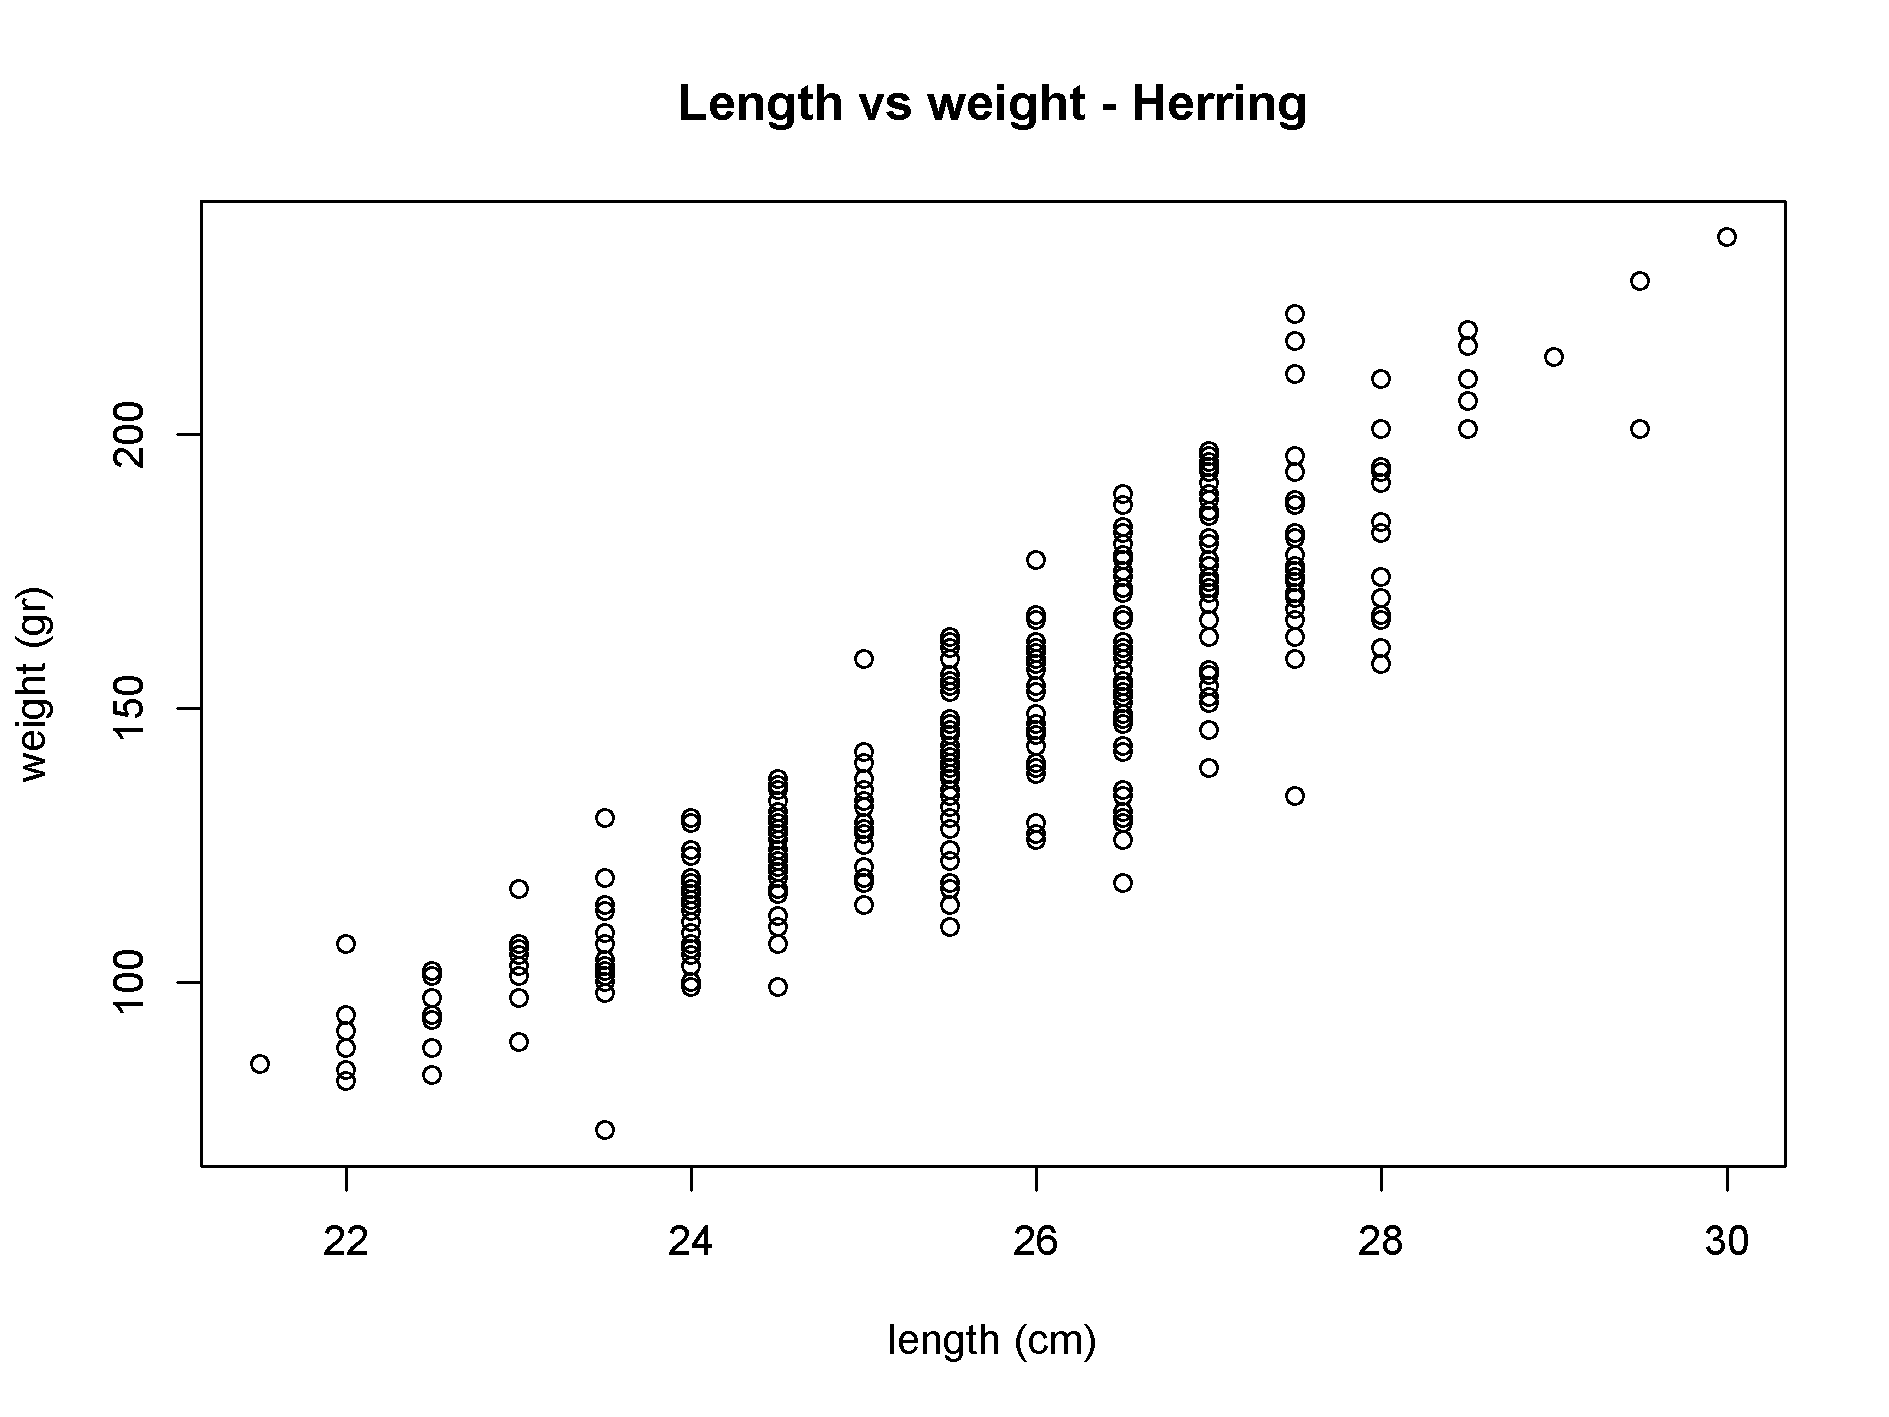 Length vs weight - Herring
200
150
100
weight (gr)
22 24 26 28 30
length (cm)